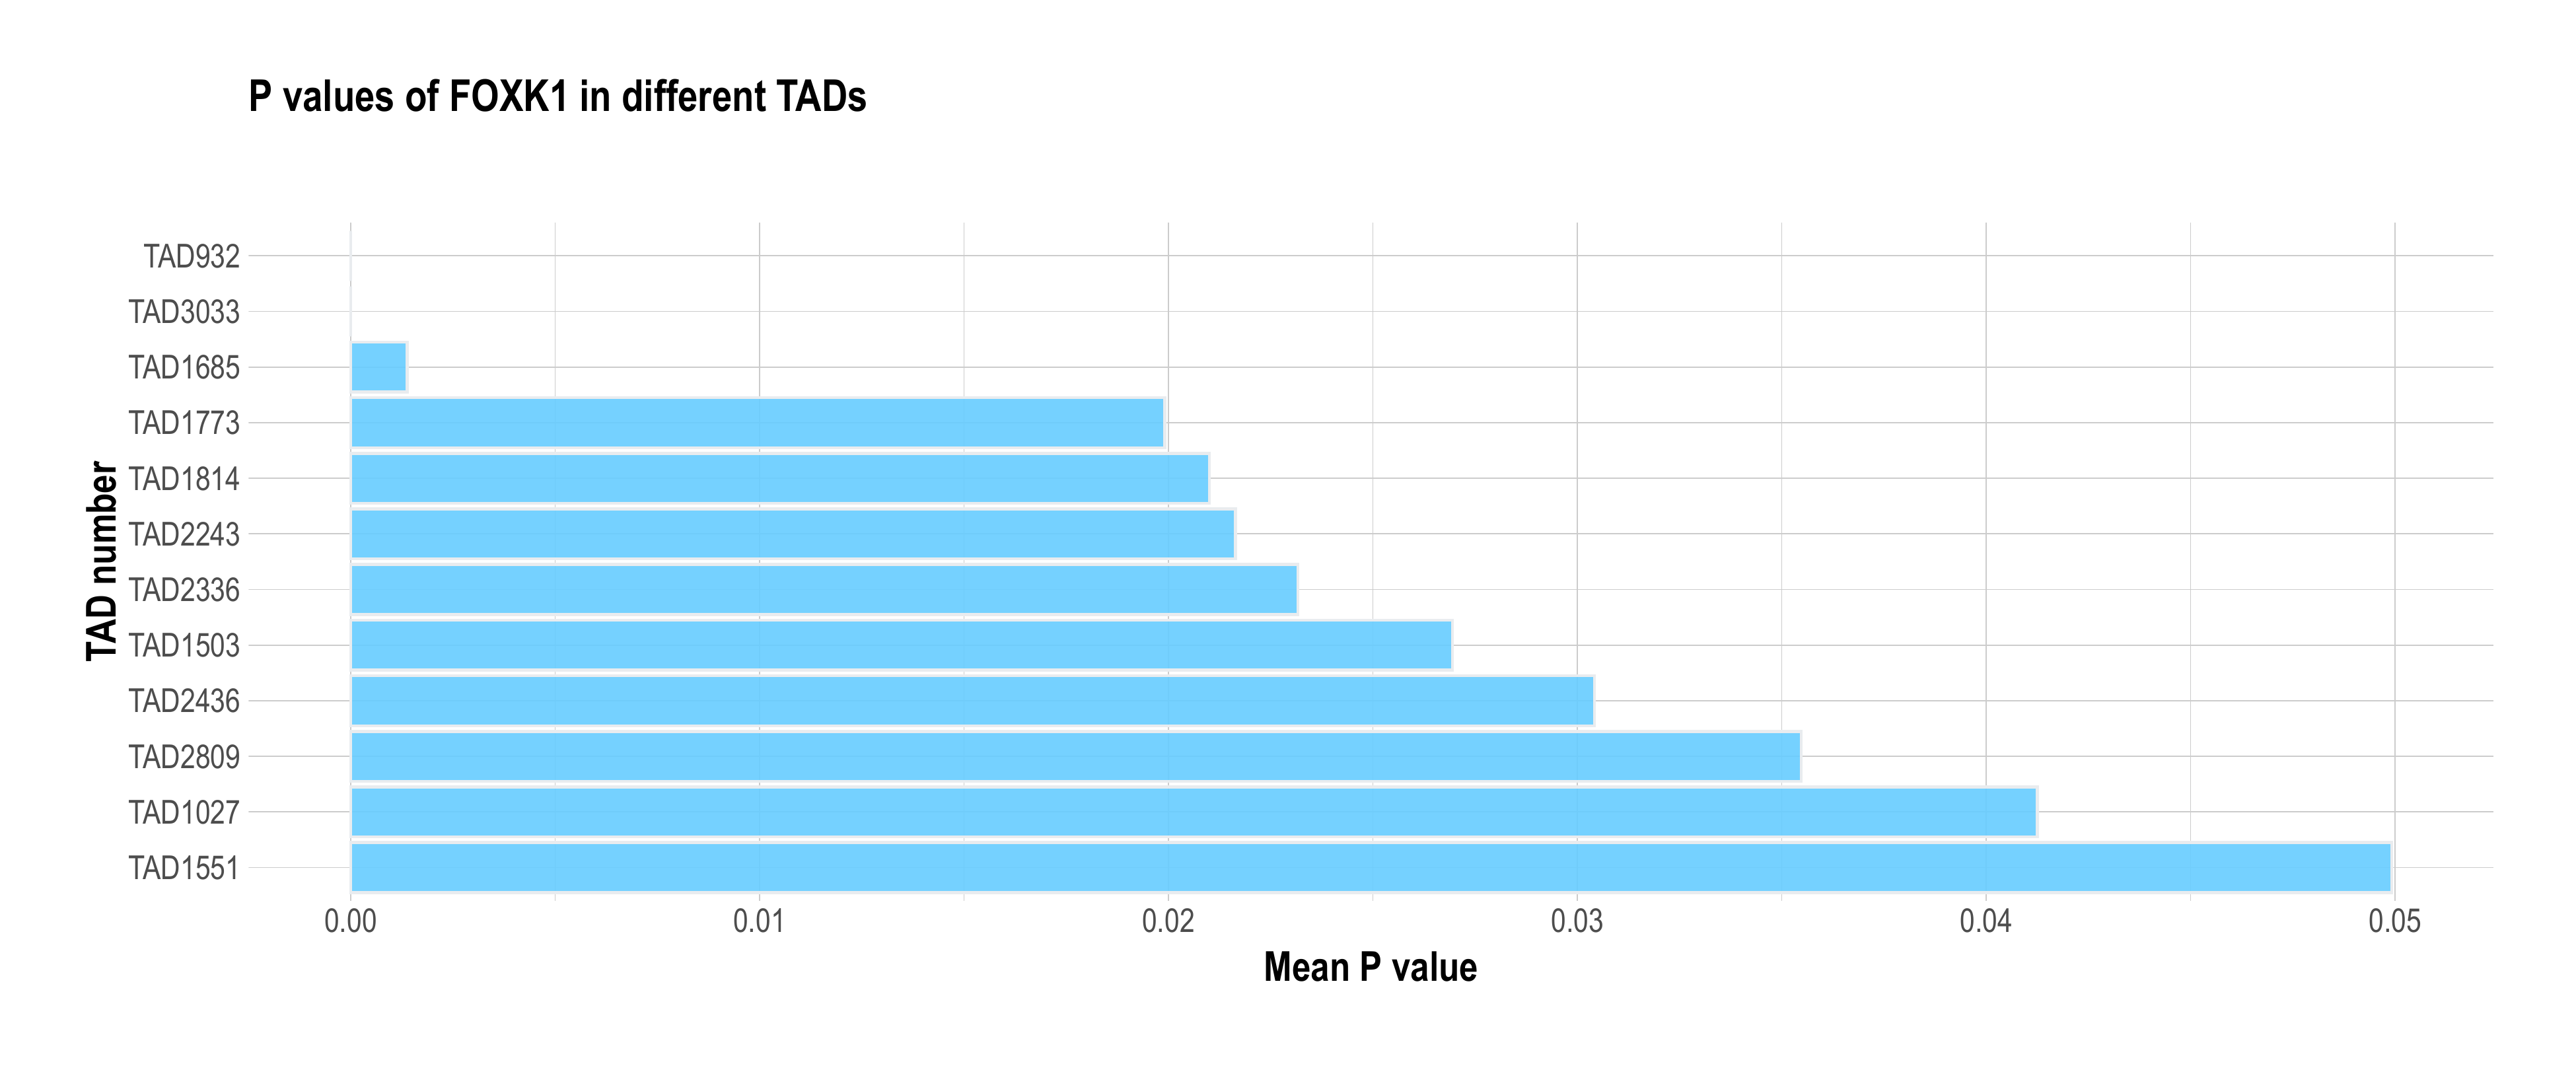 P values of FOXK1 in different TADs
TAD number
TAD932
TAD3033
TAD1685
TAD1773
TAD1814
TAD2243
TAD2336
TAD1503
TAD2436
TAD2809
TAD1027
TAD1551
0.00 0.01 0.02 0.03 0.04 0.05
Mean P value